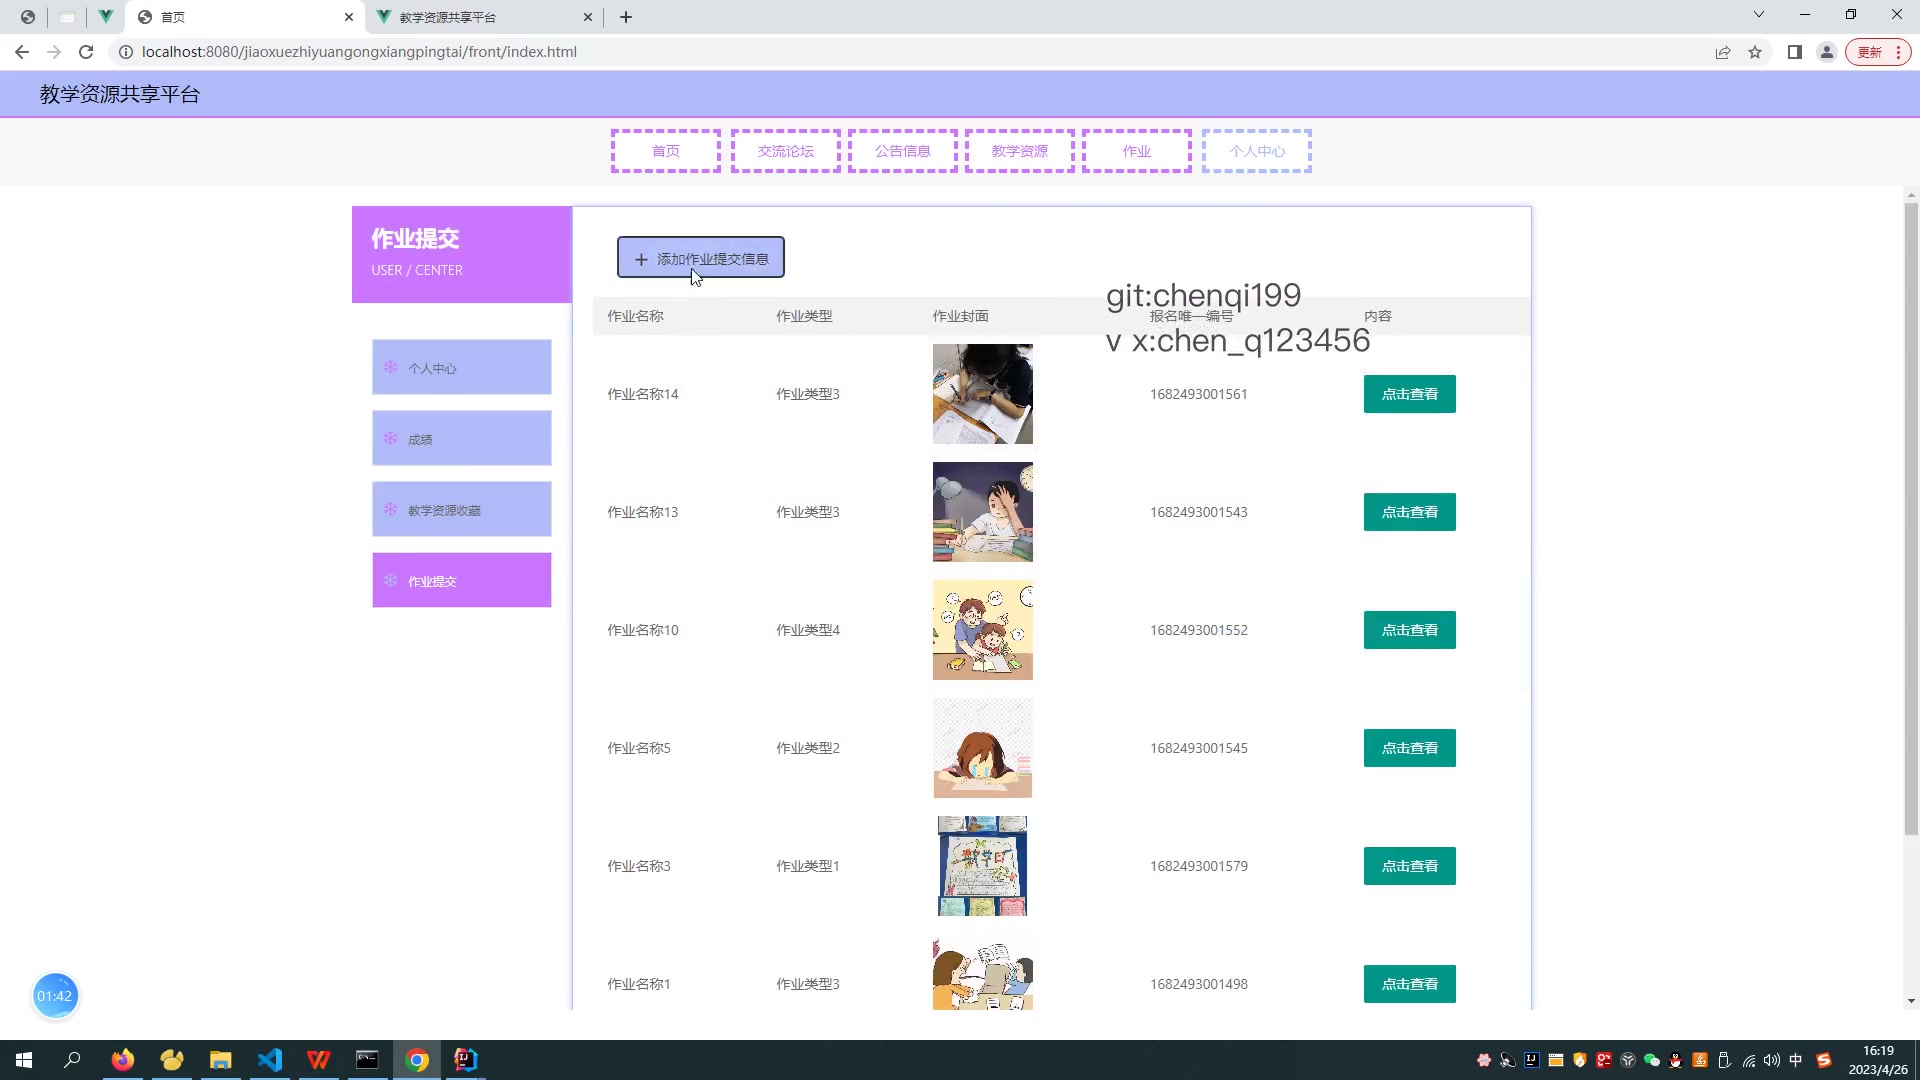 首页
教学资源共享平台
localhost:8080/jiaoxuezhiyuangongxiangpingtai/front/index.html
更新
教学资源共享平台
首页
交流论坛
公告信息
教学资源
作业
个人中心
作业提交
USER / CENTER
个人中心
成绩
教学资源收藏
作业提交
添加作业提交信息
git:chenqi199
v x:chen_q123456
作业名称 作业类型 作业封面 报名唯一编号 内容
作业名称14 作业类型3 1682493001561 点击查看
作业名称13 作业类型3 1682493001543 点击查看
作业名称10 作业类型4 1682493001552 点击查看
作业名称5 作业类型2 1682493001545 点击查看
作业名称3 作业类型1 1682493001579 点击查看
作业名称1 作业类型3 1682493001498 点击查看
01:42
中
16:19
2023/4/26